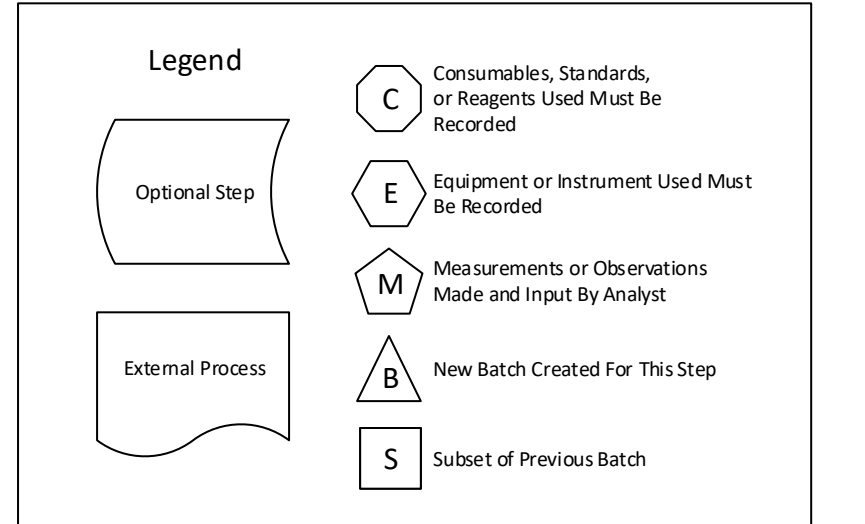 Legend
Optional Step
External Process
C
Consumables, Standards,
or Reagents Used Must Be
Recorded
E
Equipment or Instrument Used Must
Be Recorded
M
Measurements or Observations
Made and Input By Analyst
B
New Batch Created For This Step
S
Subset of Previous Batch